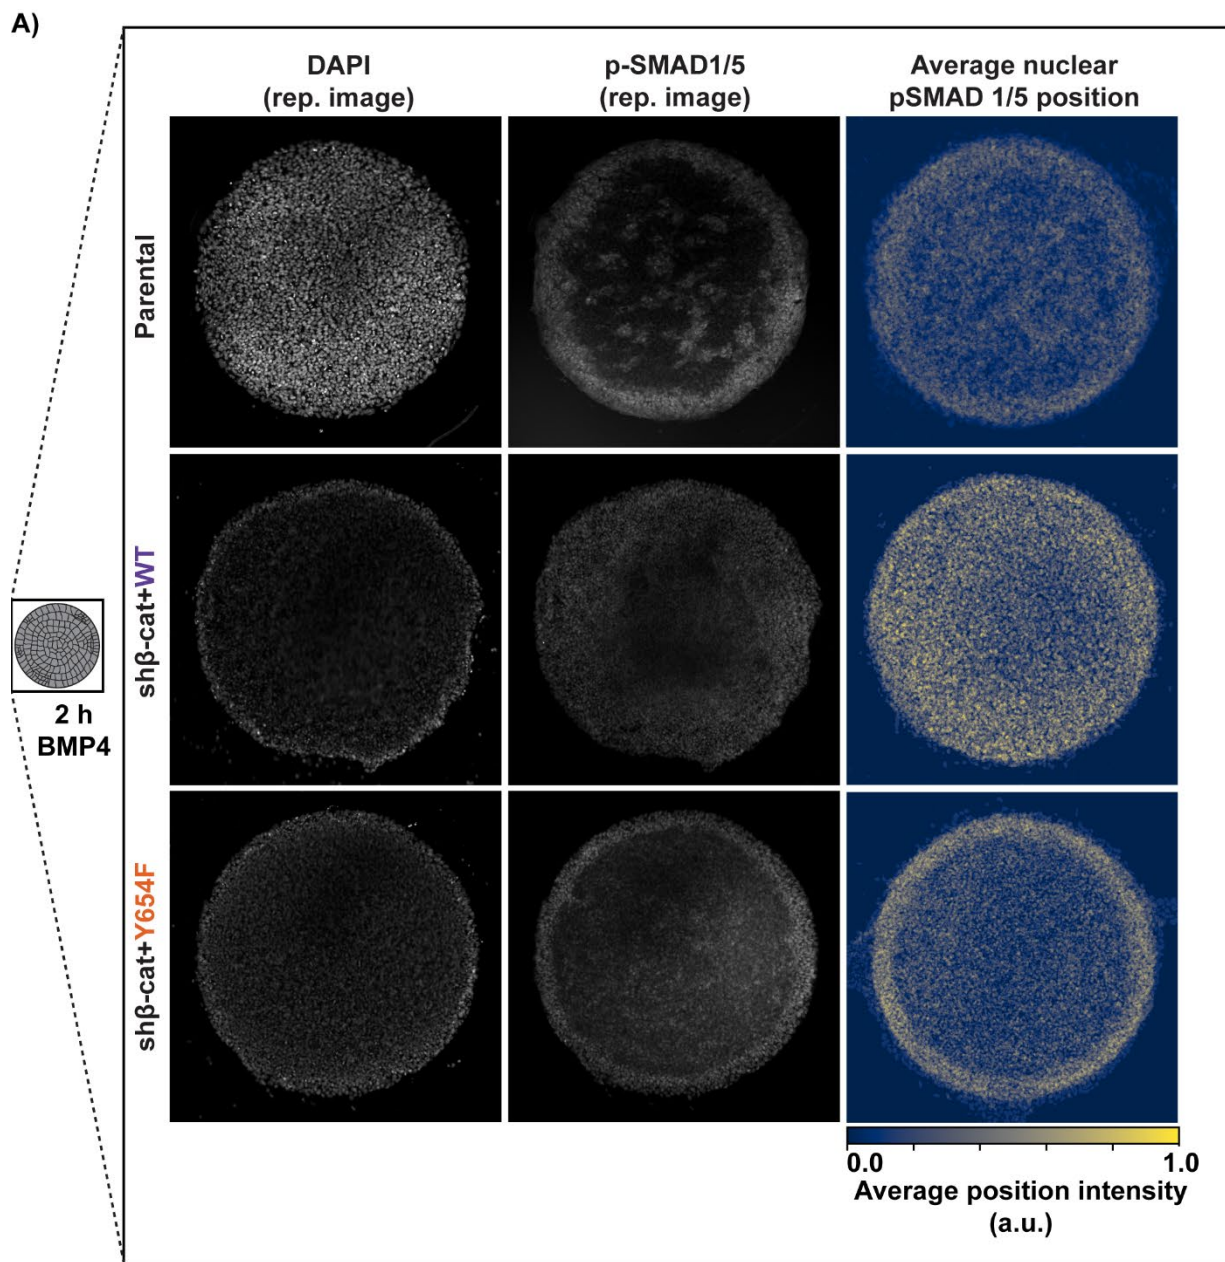 A)
DAPI
(rep. image)
p-SMAD1/5
(rep. image)
Average nuclear
pSMAD 1/5 position
Parental
shβ-cat+WT
shβ-cat+Y654F
2 h
BMP4
0.0
1.0
Average position intensity
(a.u.)